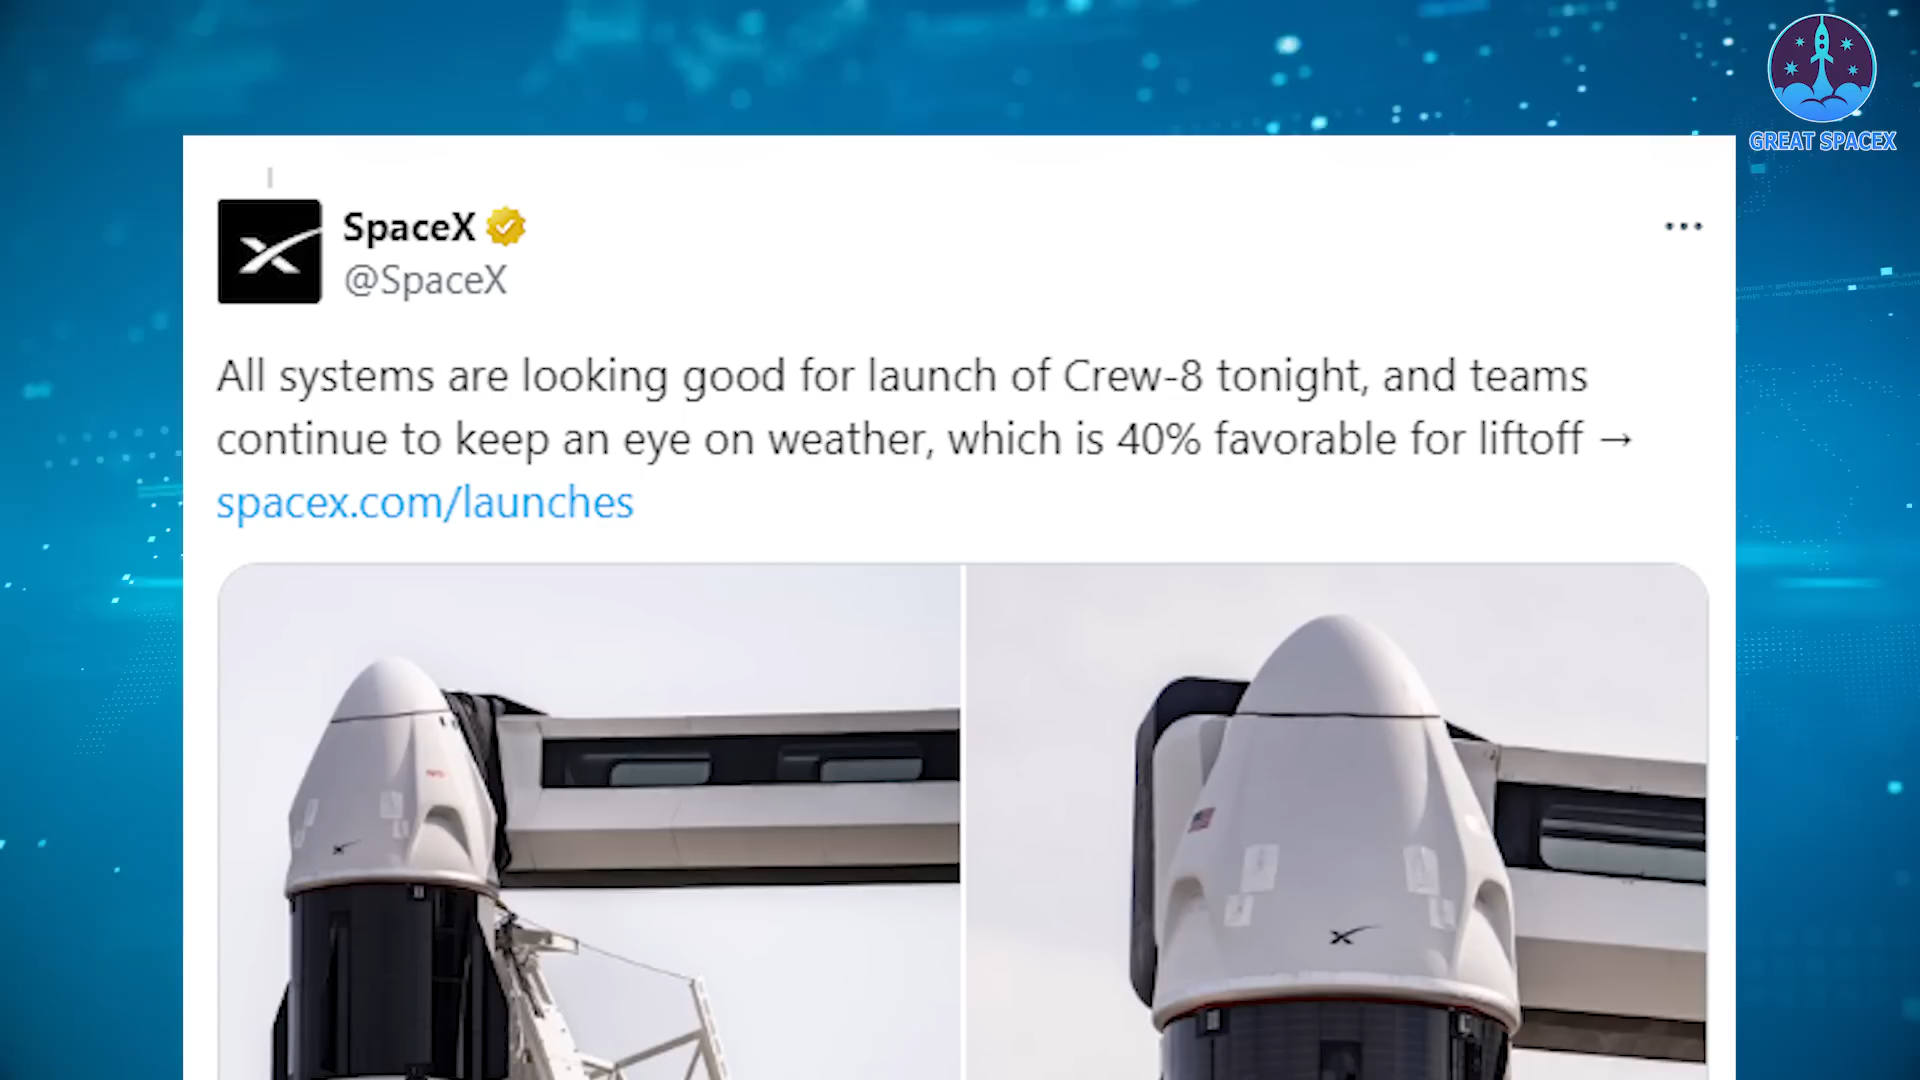 GREAT SPACEX
SpaceX
@SpaceX
All systems are looking good for launch of Crew-8 tonight, and teams
continue to keep an eye on weather, which is 40% favorable for liftoff →
spacex.com/launches